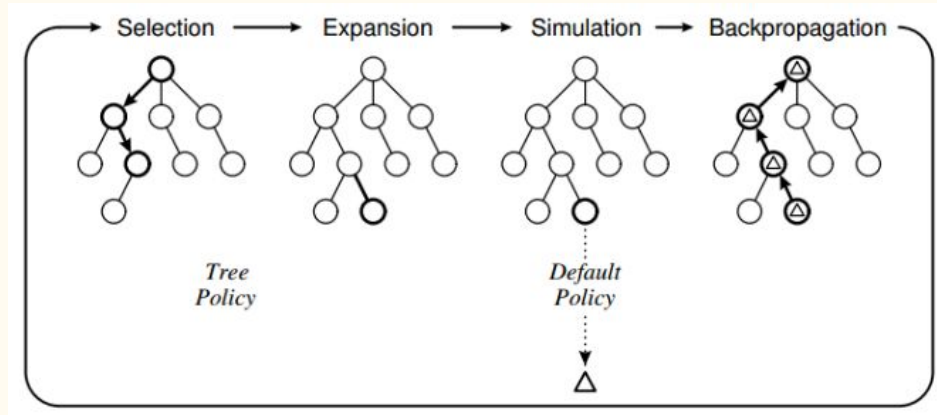 Selection Expansion Simulation Backpropagation
Tree
Policy
Default
Policy